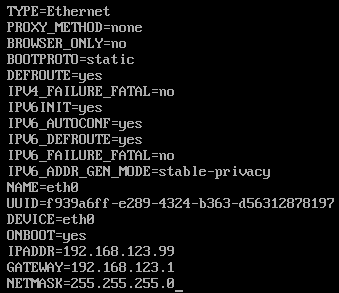 TYPE=Ethernet
PROXY_METHOD=none
BROWSER_ONLY=no
BOOTPROTO=static
DEFROUTE=yes
IPV4_FAILURE_FATAL=no
IPV6INIT=yes
IPV6_AUTOCONF=yes
IPV6_DEFROUTE=yes
IPV6_FAILURE_FATAL=no
IPV6_ADDR_GEN_MODE=stable-privacy
NAME=eth0
UUID=f939a6ff-e289-4324-b363-d56312878197
DEVICE=eth0
ONBOOT=yes
IPADDR=192.168.123.99
GATEWAY=192.168.123.1
NETMASK=255.255.255.0